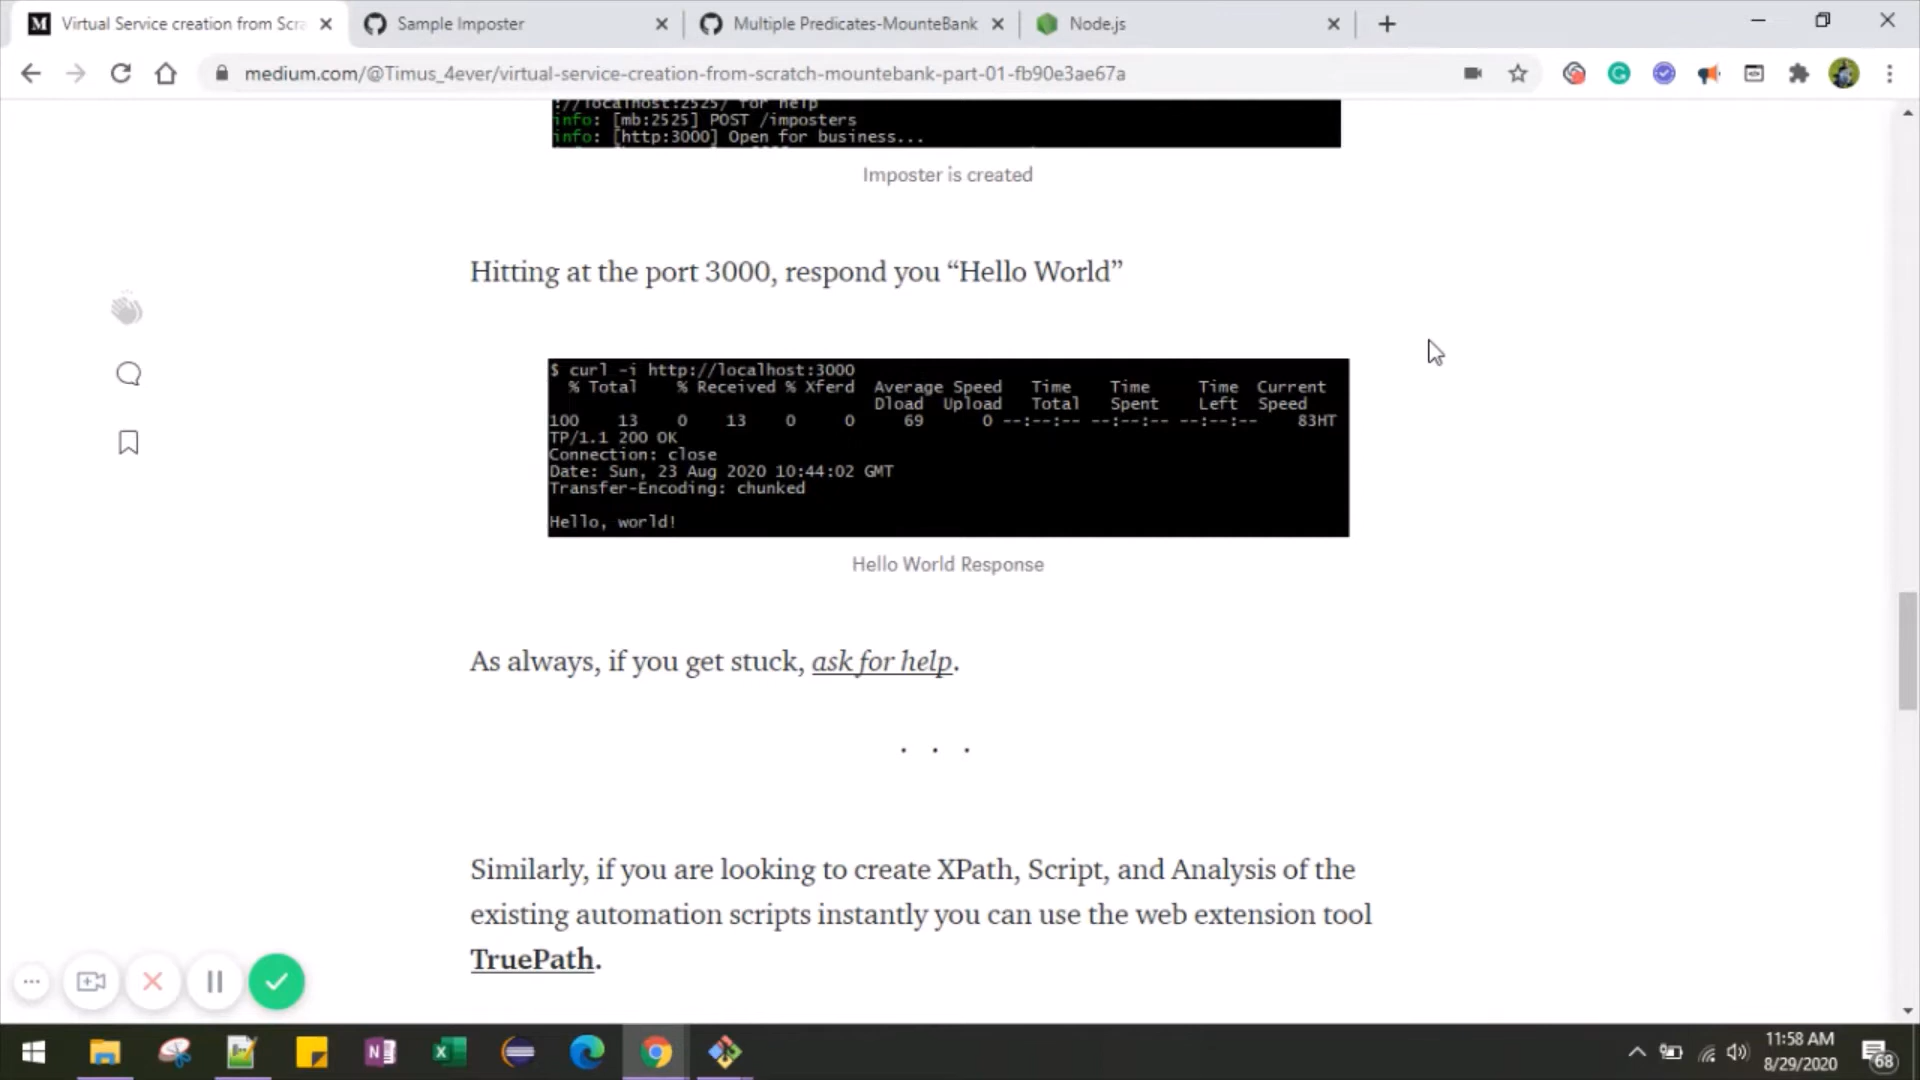 Virtual Service creation from Scra
Sample Imposter
Multiple Predicates-MounteBank
Node.js
medium.com/@Timus_4ever/virtual-service-creation-from-scratch-mountebank-part-01-fb90e3ae67a
://localhost:2525/ for help
info: [mb:2525] POST /imposters
info: [http:3000] Open for business...
Imposter is created
Hitting at the port 3000, respond you “Hello World”
$ curl -i http://localhost:3000
% Total % Received % Xferd Average Speed Time Time Time Current
Dload Upload Total Spent Left Speed
100 13 0 13 0 0 69 0 --:--:-- --:--:-- --:--:-- 83HT
TP/1.1 200 OK
Connection: close
Date: Sun, 23 Aug 2020 10:44:02 GMT
Transfer-Encoding: chunked
Hello, world!
Hello World Response
As always, if you get stuck, ask for help.
. . .
Similarly, if you are looking to create XPath, Script, and Analysis of the
existing automation scripts instantly you can use the web extension tool
TruePath.
11:58 AM
8/29/2020
68